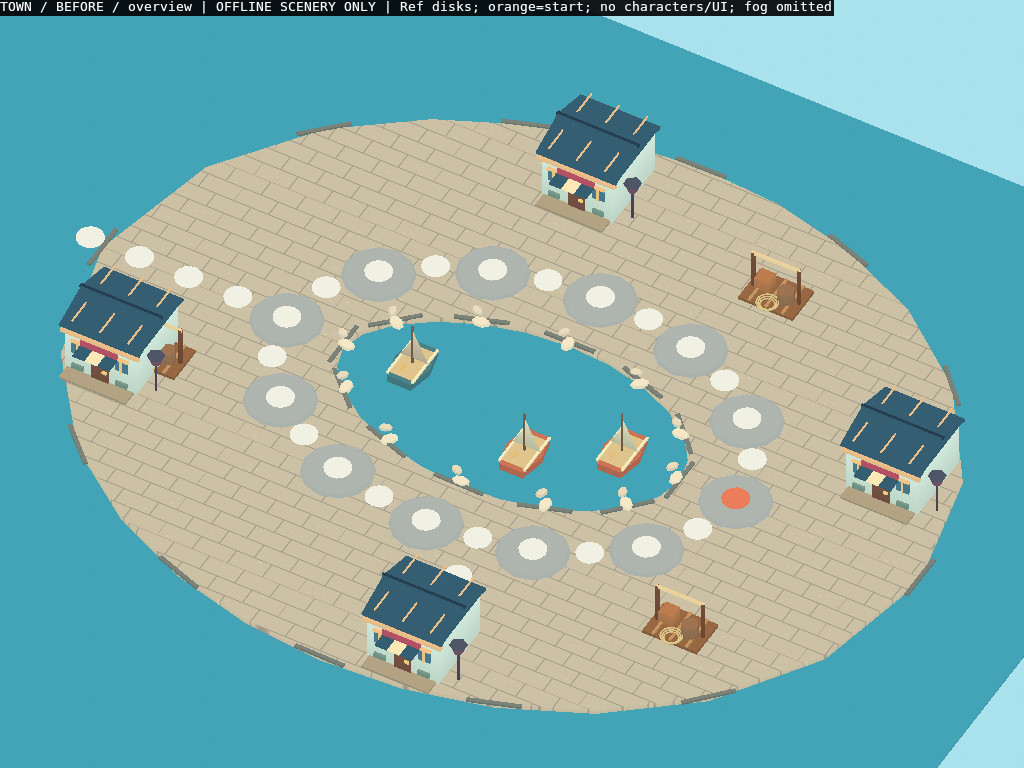 TOWN / BEFORE / overview | OFFLINE SCENERY ONLY | Ref disks; orange=start; no characters/UI; fog omitted